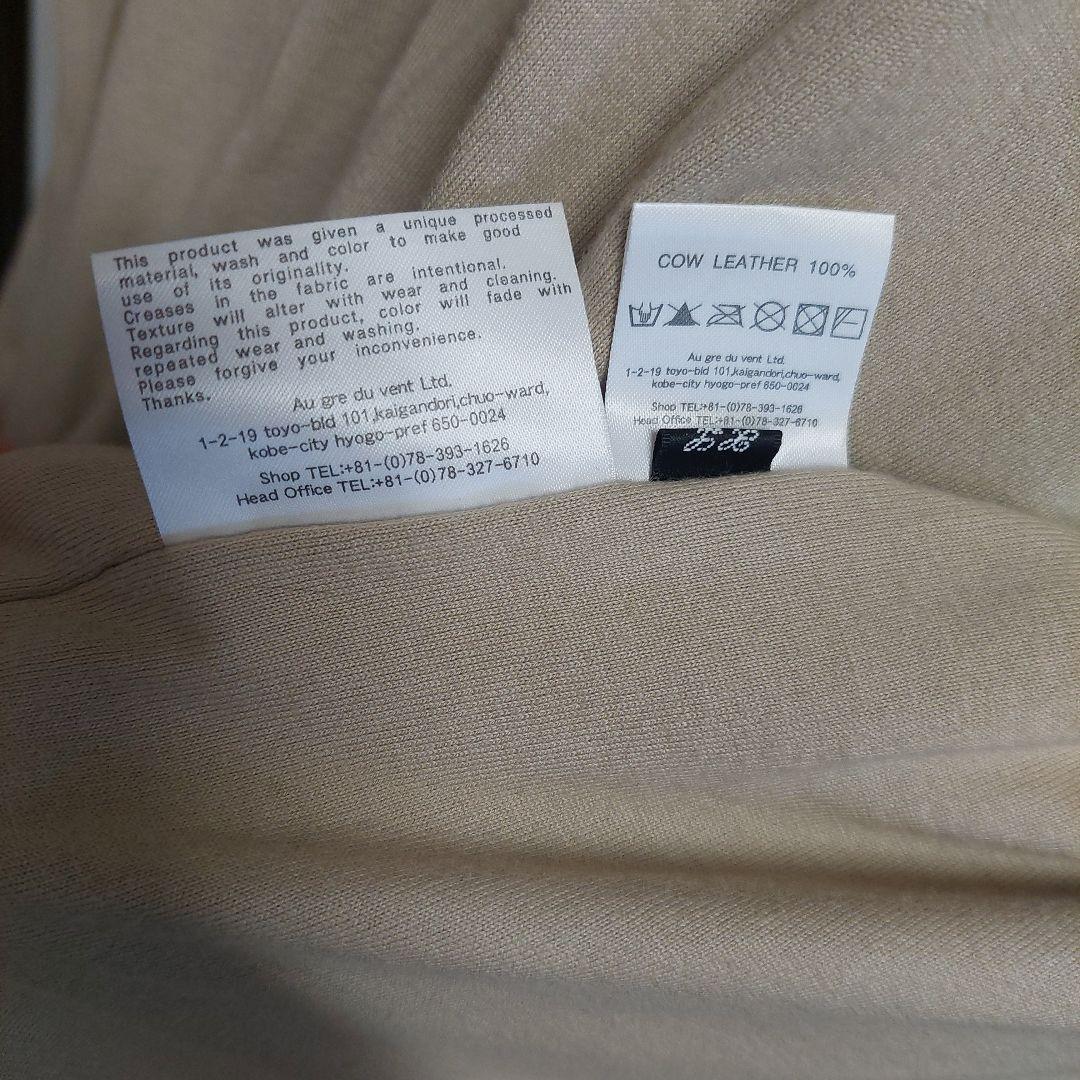 This product was given a unique processed
material, wash and color to make good
use of its originality.
Creases in the fabric are intentional.
Texture will alter with wear and cleaning.
Regarding this product, color will fade with
repeated wear and washing.
Please forgive your inconvenience.
Thanks.
Au gre du vent Ltd.
1-2-19 toyo-bld 101,kaigandori,chuo-ward,
kobe-city hyogo-pref 650-0024
Shop TEL:+81-(0)78-393-1626
Head Office TEL:+81-(0)78-327-6710
COW LEATHER 100%
Au gre du vent Ltd.
1-2-19 toyo-bld 101,kaigandori,chuo-ward,
kobe-city hyogo-pref 650-0024
Shop TEL:+81-(0)78-393-1626
Head Office TEL:+81-(0)78-327-6710